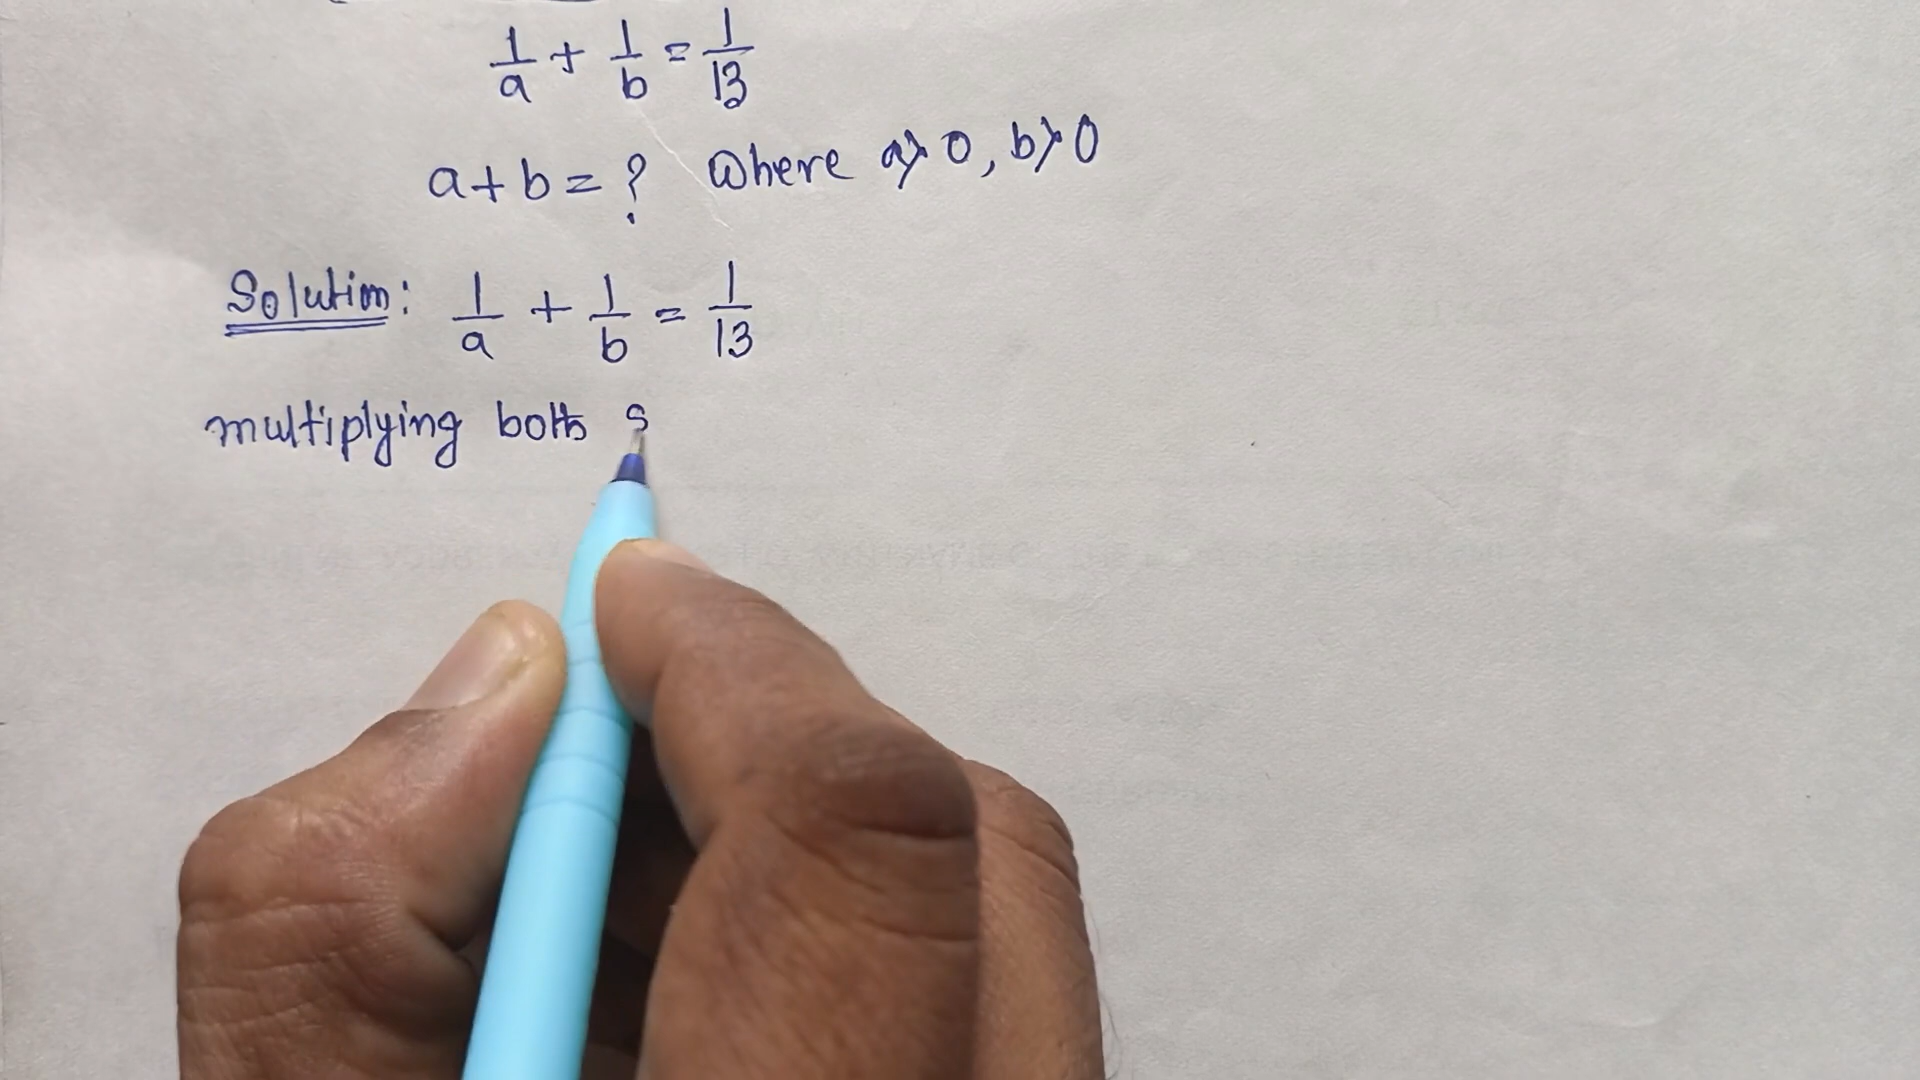 1/a + 1/b = 1/13
a+b = ? Where a>0, b>0
Solution: 1/a + 1/b = 1/13
multiplying both s